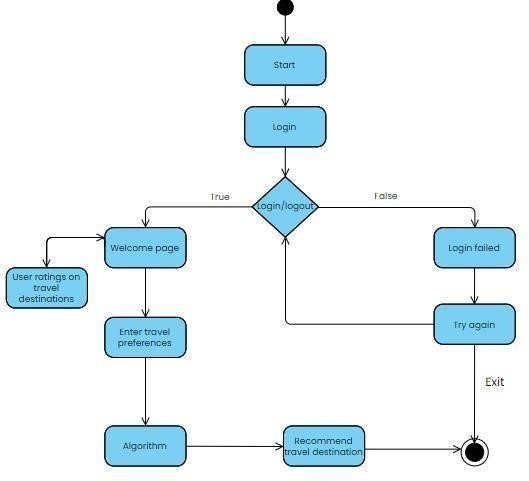 Start
Login
Login/logout
True
False
Welcome page
Login failed
User ratings on
travel
destinations
Enter travel
preferences
Try again
Exit
Algorithm
Recommend
travel destination